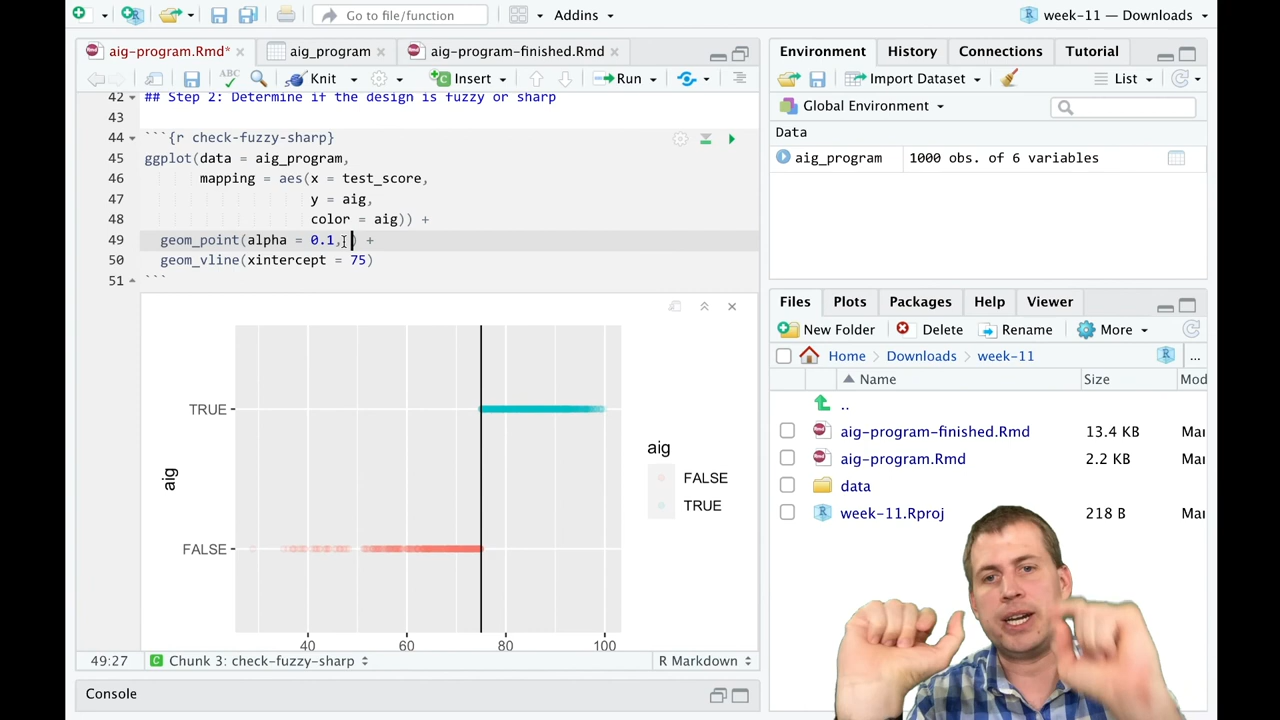 Go to file/function
Addins
week-11 — Downloads
aig-program.Rmd*
aig_program
aig-program-finished.Rmd
ABC
Knit
Insert
Run
42 ## Step 2: Determine if the design is fuzzy or sharp
43
44 ```{r check-fuzzy-sharp}
45 ggplot(data = aig_program,
46 mapping = aes(x = test_score,
47 y = aig,
48 color = aig)) +
49 geom_point(alpha = 0.1, ) +
50 geom_vline(xintercept = 75)
51 ```
TRUE
FALSE
aig
40 60 80 100
aig
FALSE
TRUE
49:27
Chunk 3: check-fuzzy-sharp
R Markdown
Console
Environment History Connections Tutorial
Import Dataset
List
Global Environment
Data
aig_program 1000 obs. of 6 variables
Files Plots Packages Help Viewer
New Folder Delete Rename More
Home Downloads week-11
...
Name Size Mod
..
aig-program-finished.Rmd 13.4 KB Mar
aig-program.Rmd 2.2 KB Mar
data
week-11.Rproj 218 B Mar